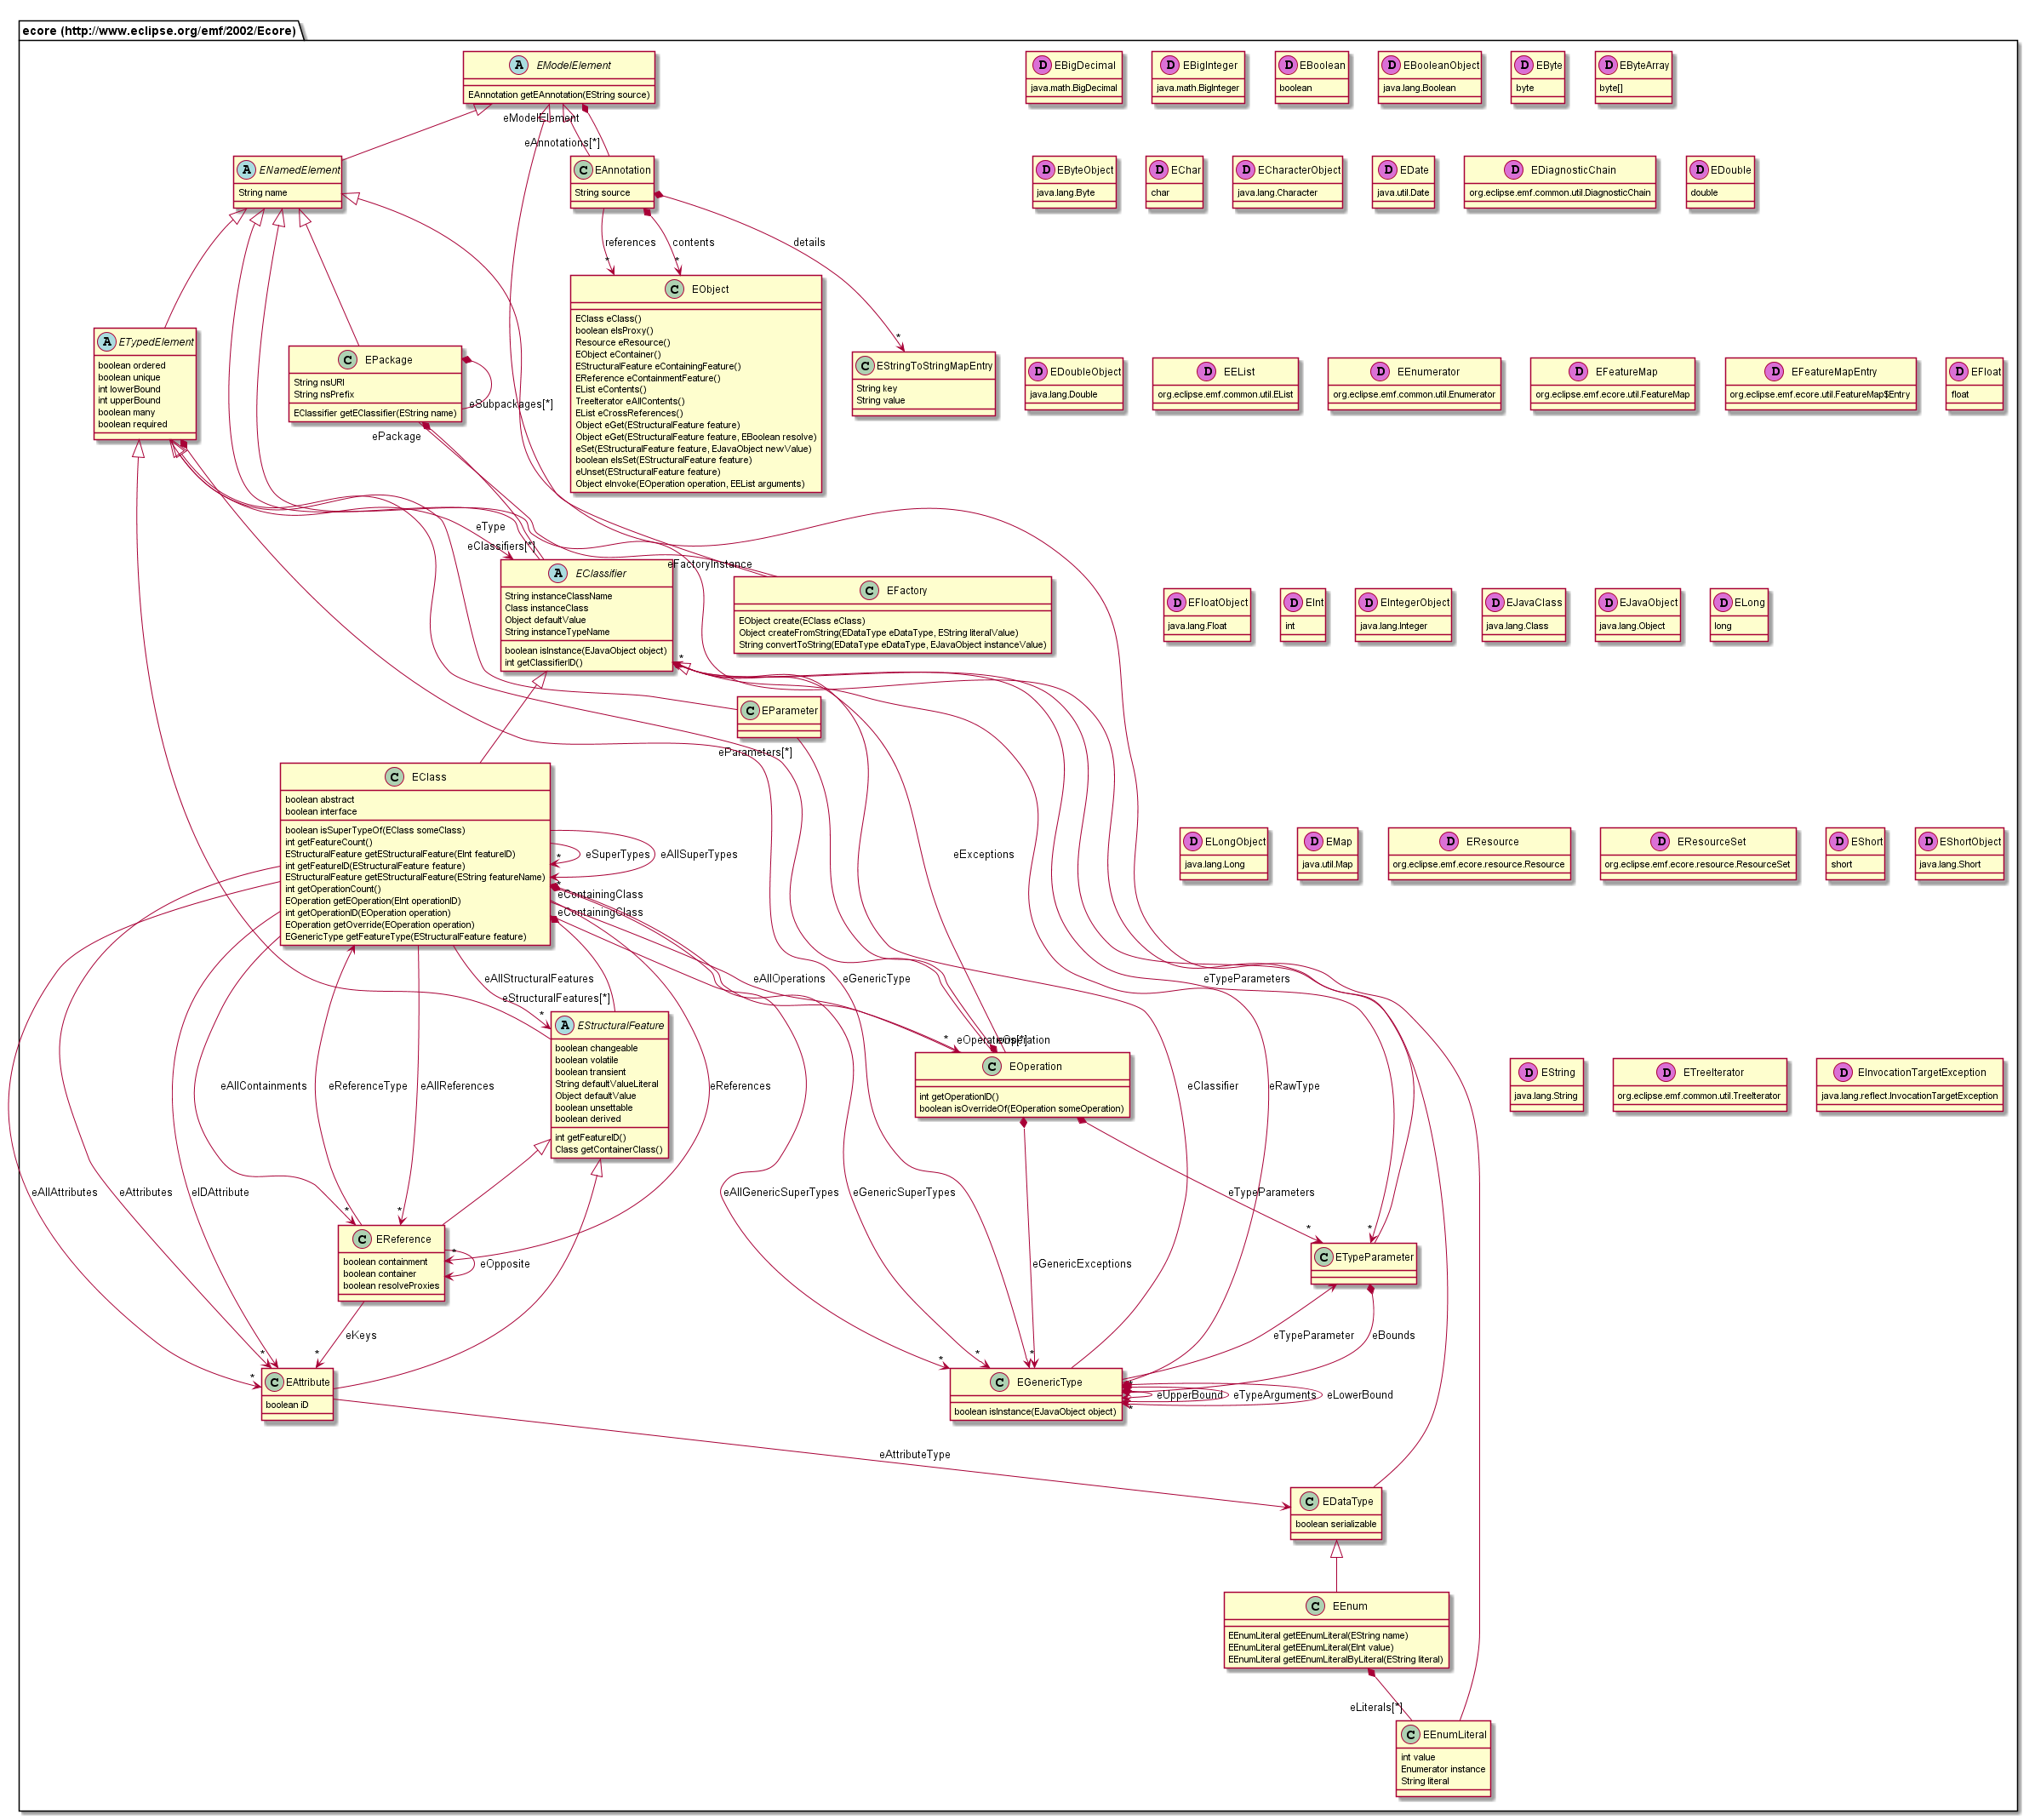 ecore (http://www.eclipse.org/emf/2002/Ecore)
A EModelElement
EAnnotation getEAnnotation(EString source)
D EBigDecimal
java.math.BigDecimal
D EBigInteger
java.math.BigInteger
D EBoolean
boolean
D EBooleanObject
java.lang.Boolean
D EByte
byte
D EByteArray
byte[]
eModelElement
eAnnotations[*]
A ENamedElement
String name
C EAnnotation
String source
D EByteObject
java.lang.Byte
D EChar
char
D ECharacterObject
java.lang.Character
D EDate
java.util.Date
D EDiagnosticChain
org.eclipse.emf.common.util.DiagnosticChain
D EDouble
double
references
*
contents
*
details
*
A ETypedElement
boolean ordered
boolean unique
int lowerBound
int upperBound
boolean many
boolean required
C EPackage
String nsURI
String nsPrefix
EClassifier getEClassifier(EString name)
eSubpackages[*]
ePackage
C EObject
EClass eClass()
boolean eIsProxy()
Resource eResource()
EObject eContainer()
EStructuralFeature eContainingFeature()
EReference eContainmentFeature()
EList eContents()
TreeIterator eAllContents()
EList eCrossReferences()
Object eGet(EStructuralFeature feature)
Object eGet(EStructuralFeature feature, EBoolean resolve)
eSet(EStructuralFeature feature, EJavaObject newValue)
boolean eIsSet(EStructuralFeature feature)
eUnset(EStructuralFeature feature)
Object eInvoke(EOperation operation, EEList arguments)
C EStringToStringMapEntry
String key
String value
D EDoubleObject
java.lang.Double
D EEList
org.eclipse.emf.common.util.EList
D EEnumerator
org.eclipse.emf.common.util.Enumerator
D EFeatureMap
org.eclipse.emf.ecore.util.FeatureMap
D EFeatureMapEntry
org.eclipse.emf.ecore.util.FeatureMap$Entry
D EFloat
float
eType
eClassifiers[*]
eFactoryInstance
A EClassifier
String instanceClassName
Class instanceClass
Object defaultValue
String instanceTypeName
boolean isInstance(EJavaObject object)
int getClassifierID()
*
C EFactory
EObject create(EClass eClass)
Object createFromString(EDataType eDataType, EString literalValue)
String convertToString(EDataType eDataType, EJavaObject instanceValue)
D EFloatObject
java.lang.Float
D EInt
int
D EIntegerObject
java.lang.Integer
D EJavaClass
java.lang.Class
D EJavaObject
java.lang.Object
D ELong
long
C EParameter
eParameters[*]
C EClass
boolean abstract
boolean interface
boolean isSuperTypeOf(EClass someClass)
int getFeatureCount()
EStructuralFeature getEStructuralFeature(EInt featureID)
int getFeatureID(EStructuralFeature feature)
EStructuralFeature getEStructuralFeature(EString featureName)
int getOperationCount()
EOperation getEOperation(EInt operationID)
int getOperationID(EOperation operation)
EOperation getOverride(EOperation operation)
EGenericType getFeatureType(EStructuralFeature feature)
*
eSuperTypes
eAllSuperTypes
eExceptions
eContainingClass
eContainingClass
D ELongObject
java.lang.Long
D EMap
java.util.Map
D EResource
org.eclipse.emf.ecore.resource.Resource
D EResourceSet
org.eclipse.emf.ecore.resource.ResourceSet
D EShort
short
D EShortObject
java.lang.Short
eAllStructuralFeatures
eStructuralFeatures[*]
*
eAllOperations
eGenericType
eTypeParameters
A EStructuralFeature
boolean changeable
boolean volatile
boolean transient
String defaultValueLiteral
Object defaultValue
boolean unsettable
boolean derived
int getFeatureID()
Class getContainerClass()
*
eOperations[*]
eOperation
C EOperation
int getOperationID()
boolean isOverrideOf(EOperation someOperation)
D EString
java.lang.String
D ETreeIterator
org.eclipse.emf.common.util.TreeIterator
D EInvocationTargetException
java.lang.reflect.InvocationTargetException
eAllContainments
eReferenceType
eAllReferences
eReferences
eClassifier
eRawType
eAllAttributes
eAttributes
eIDAttribute
eAllGenericSuperTypes
eGenericSuperTypes
eTypeParameters
*
*
*
*
C EReference
boolean containment
boolean container
boolean resolveProxies
*
eOpposite
C ETypeParameter
eGenericExceptions
eKeys
*
eTypeParameter
eBounds
*
*
*
*
*
C EAttribute
boolean iD
C EGenericType
boolean isInstance(EJavaObject object)
*
*
eUpperBound
eTypeArguments
eLowerBound
eAttributeType
C EDataType
boolean serializable
C EEnum
EEnumLiteral getEEnumLiteral(EString name)
EEnumLiteral getEEnumLiteral(EInt value)
EEnumLiteral getEEnumLiteralByLiteral(EString literal)
eLiterals[*]
C EEnumLiteral
int value
Enumerator instance
String literal